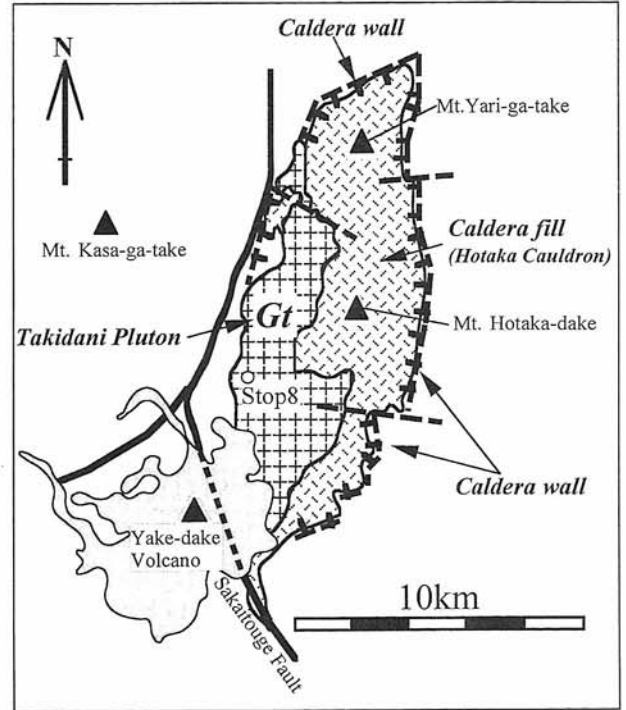 Caldera wall
N
Mt.Yari-ga-take
Mt. Kasa-ga-take
Caldera fill
(Hotaka Cauldron)
Gt
Takidani Pluton
Mt. Hotaka-dake
Stop8
Caldera wall
Yake-dake
Volcano
10km
Sakaitouge Fault